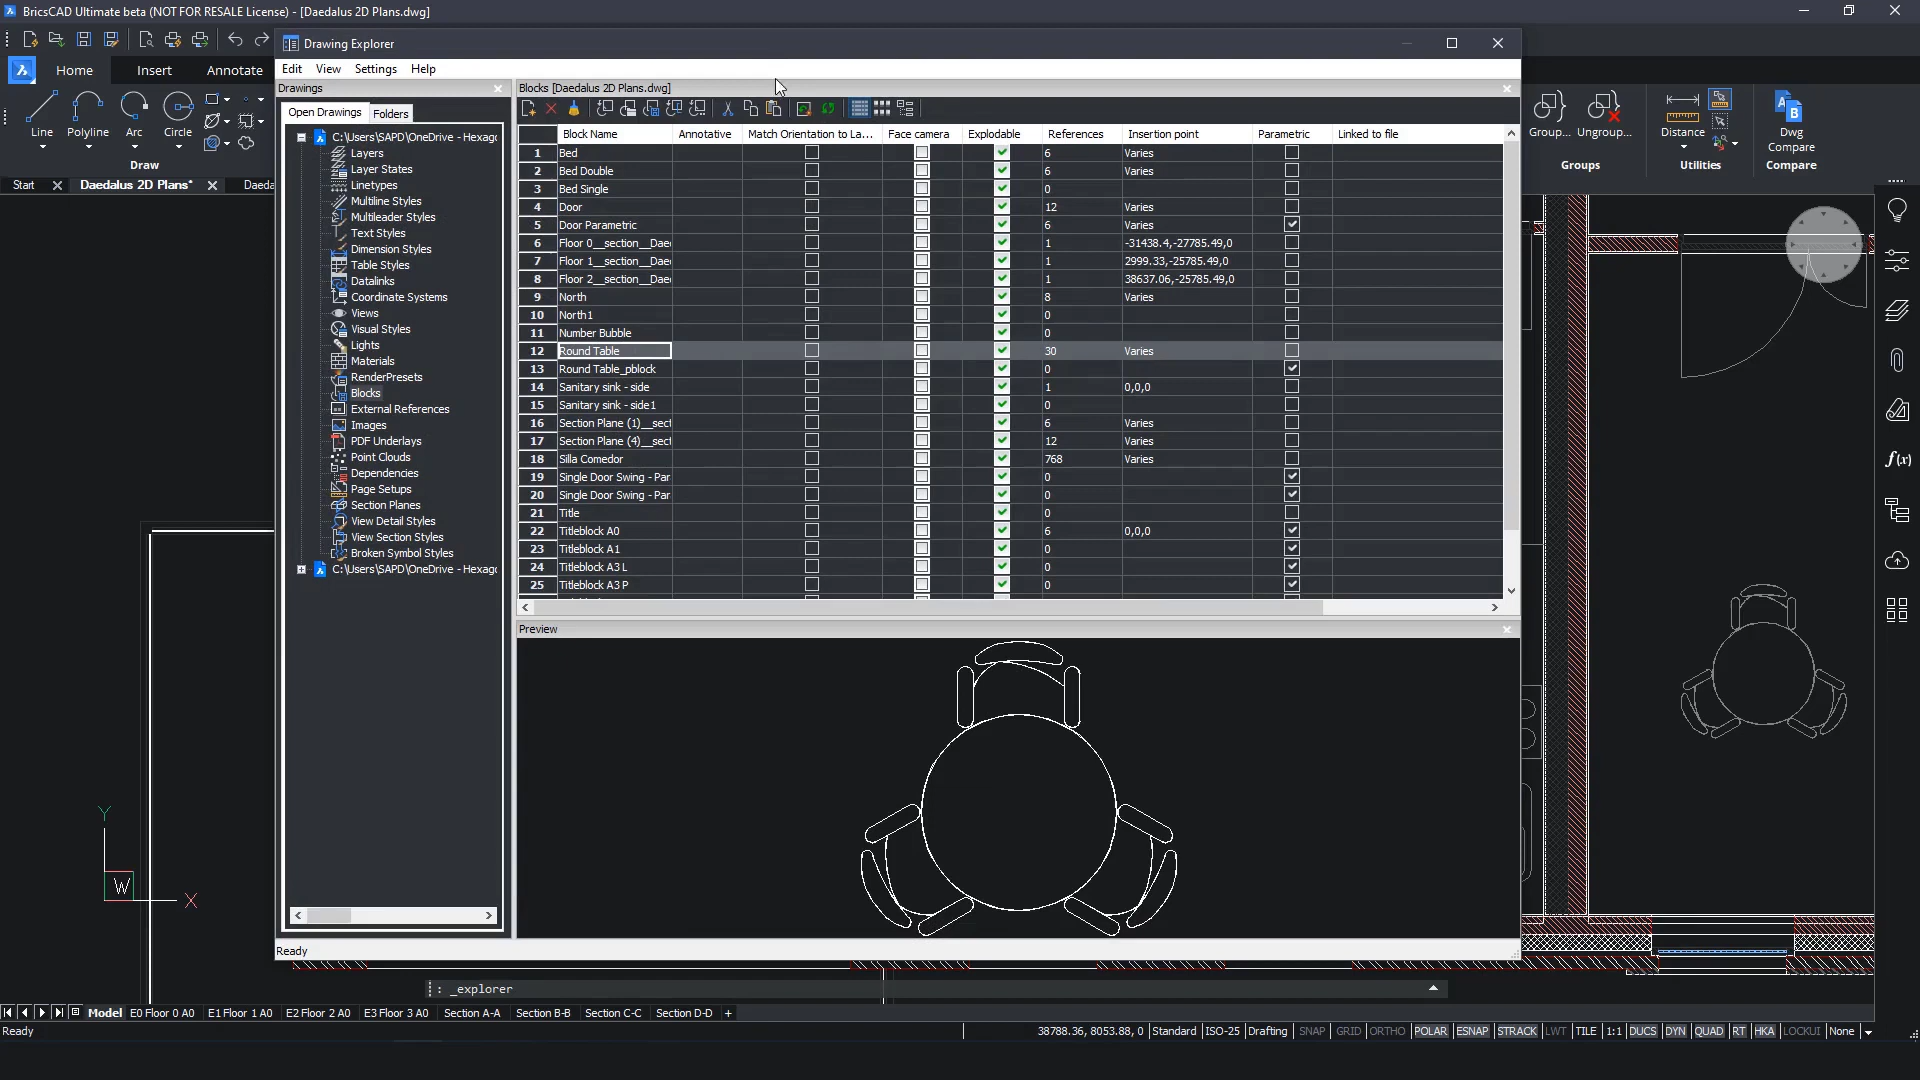 BricsCAD Ultimate beta (NOT FOR RESALE License) - [Daedalus 2D Plans.dwg]
Home Insert Annotate
Line Polyline Arc Circle
Draw
Start Daedalus 2D Plans* Daeda
Drawing Explorer
Edit View Settings Help
Drawings
Open Drawings Folders
C:\Users\SAPD\OneDrive - Hexago
Layers
Layer States
Linetypes
Multiline Styles
Multileader Styles
Text Styles
Dimension Styles
Table Styles
Datalinks
Coordinate Systems
Views
Visual Styles
Lights
Materials
RenderPresets
Blocks
External References
Images
PDF Underlays
Point Clouds
Dependencies
Page Setups
Section Planes
View Detail Styles
View Section Styles
Broken Symbol Styles
C:\Users\SAPD\OneDrive - Hexago
Blocks [Daedalus 2D Plans.dwg]
Block Name Annotative Match Orientation to La... Face camera Explodable References Insertion point Parametric Linked to file
1 Bed 6 Varies
2 Bed Double 6 Varies
3 Bed Single 0
4 Door 12 Varies
5 Door Parametric 6 Varies
6 Floor 0__section__Dae 1 -31438.4,-27785.49,0
7 Floor 1__section__Dae 1 2999.33,-25785.49,0
8 Floor 2__section__Dae 1 38637.06,-25785.49,0
9 North 8 Varies
10 North1 0
11 Number Bubble 0
12 Round Table 30 Varies
13 Round Table_pblock 0
14 Sanitary sink - side 1 0,0,0
15 Sanitary sink - side1 0
16 Section Plane (1)__sect 6 Varies
17 Section Plane (4)__sect 12 Varies
18 Silla Comedor 768 Varies
19 Single Door Swing - Par 0
20 Single Door Swing - Par 0
21 Title 0
22 Titleblock A0 6 0,0,0
23 Titleblock A1 0
24 Titleblock A3 L 0
25 Titleblock A3 P 0
Preview
Ready
Group... Ungroup...
Groups
Distance
Utilities
A B
Dwg
Compare
Compare
f(x)
Y
W
X
: _explorer
Model E0 Floor 0 A0 E1 Floor 1 A0 E2 Floor 2 A0 E3 Floor 3 A0 Section A-A Section B-B Section C-C Section D-D +
Ready 38788.36, 8053.88, 0 Standard ISO-25 Drafting SNAP GRID ORTHO POLAR ESNAP STRACK LWT TILE 1:1 DUCS DYN QUAD RT HKA LOCKUI None